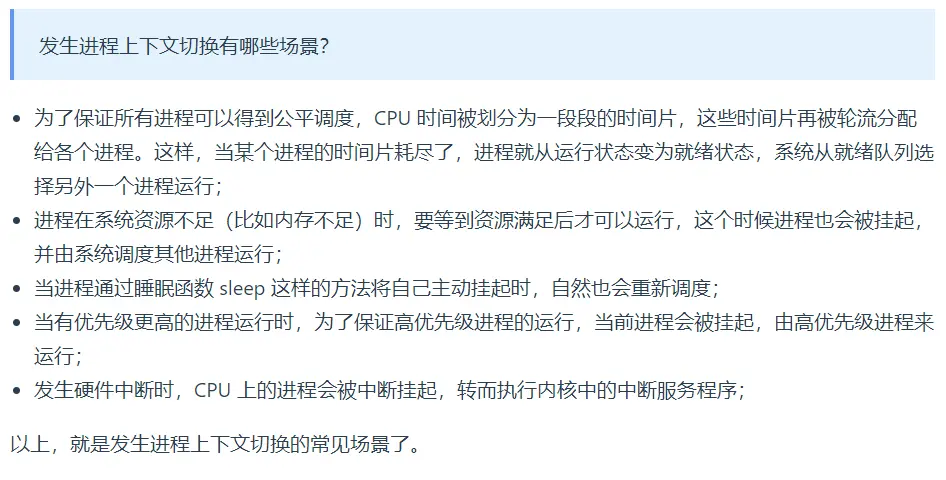 发生进程上下文切换有哪些场景？
为了保证所有进程可以得到公平调度，CPU 时间被划分为一段段的时间片，这些时间片再被轮流分配
给各个进程。这样，当某个进程的时间片耗尽了，进程就从运行状态变为就绪状态，系统从就绪队列选
择另外一个进程运行；
进程在系统资源不足（比如内存不足）时，要等到资源满足后才可以运行，这个时候进程也会被挂起，
并由系统调度其他进程运行；
当进程通过睡眠函数 sleep 这样的方法将自己主动挂起时，自然也会重新调度；
当有优先级更高的进程运行时，为了保证高优先级进程的运行，当前进程会被挂起，由高优先级进程来
运行；
发生硬件中断时，CPU 上的进程会被中断挂起，转而执行内核中的中断服务程序；
以上，就是发生进程上下文切换的常见场景了。